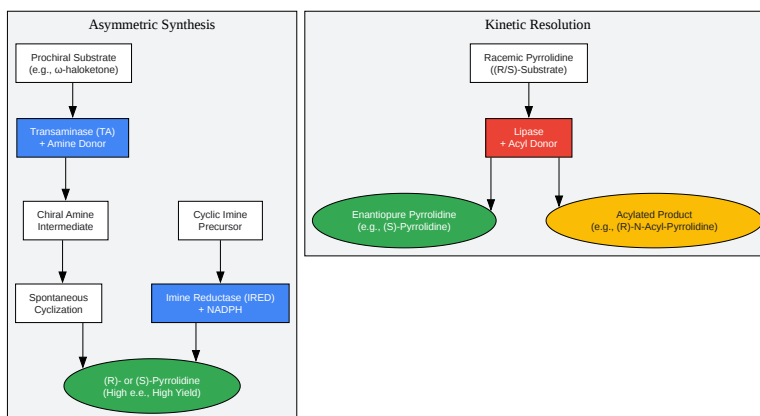 Asymmetric Synthesis
Prochiral Substrate
(e.g., ω-haloketone)
Transaminase (TA)
+ Amine Donor
Chiral Amine
Intermediate
Cyclic Imine
Precursor
Spontaneous
Cyclization
Imine Reductase (IRED)
+ NADPH
(R)- or (S)-Pyrrolidine
(High e.e., High Yield)
Kinetic Resolution
Racemic Pyrrolidine
((R/S)-Substrate)
Lipase
+ Acyl Donor
Enantiopure Pyrrolidine
(e.g., (S)-Pyrrolidine)
Acylated Product
(e.g., (R)-N-Acyl-Pyrrolidine)